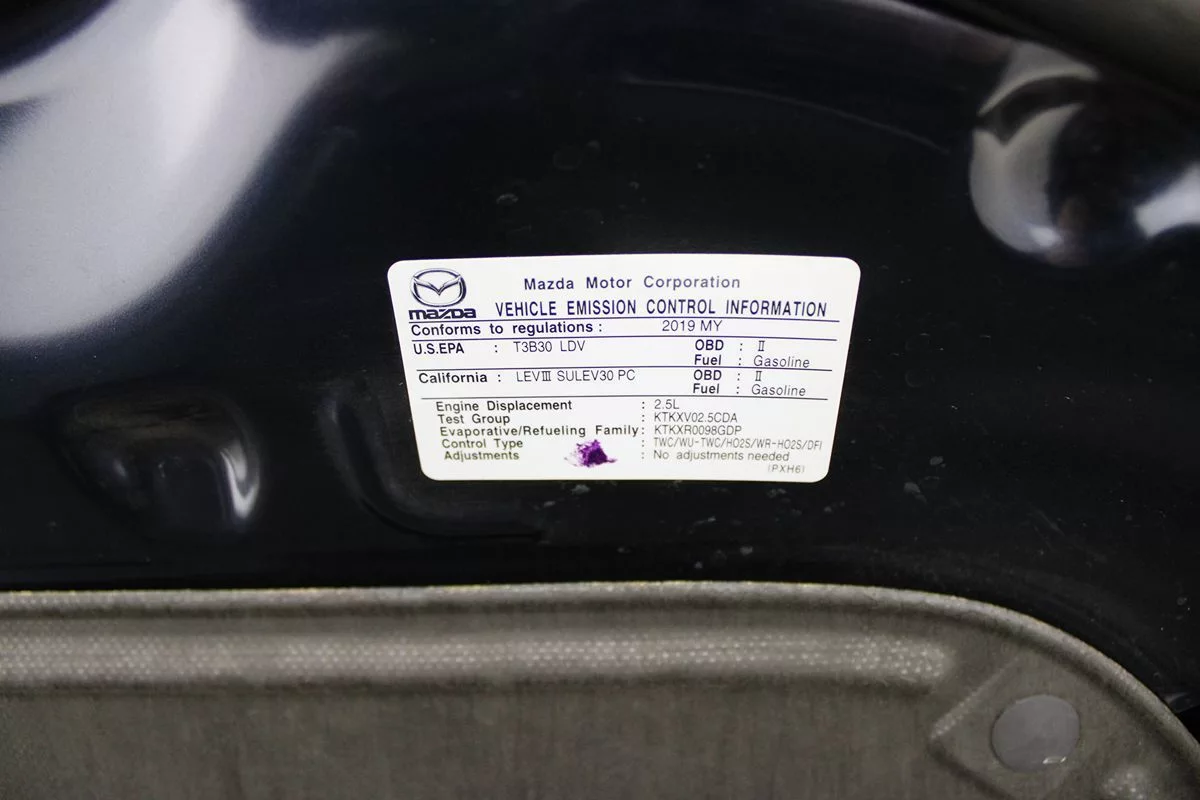 Mazda Motor Corporation
mazda
VEHICLE EMISSION CONTROL INFORMATION
Conforms to regulations : 2019 MY
U.S.EPA : T3B30 LDV OBD : II
Fuel : Gasoline
California : LEVIII SULEV30 PC OBD : II
Fuel : Gasoline
Engine Displacement : 2.5L
Test Group : KTKXV02.5CDA
Evaporative/Refueling Family : KTKXR0098GDP
Control Type : TWC/WU-TWC/HO2S/WR-HO2S/DFI
Adjustments : No adjustments needed
(PXH6)